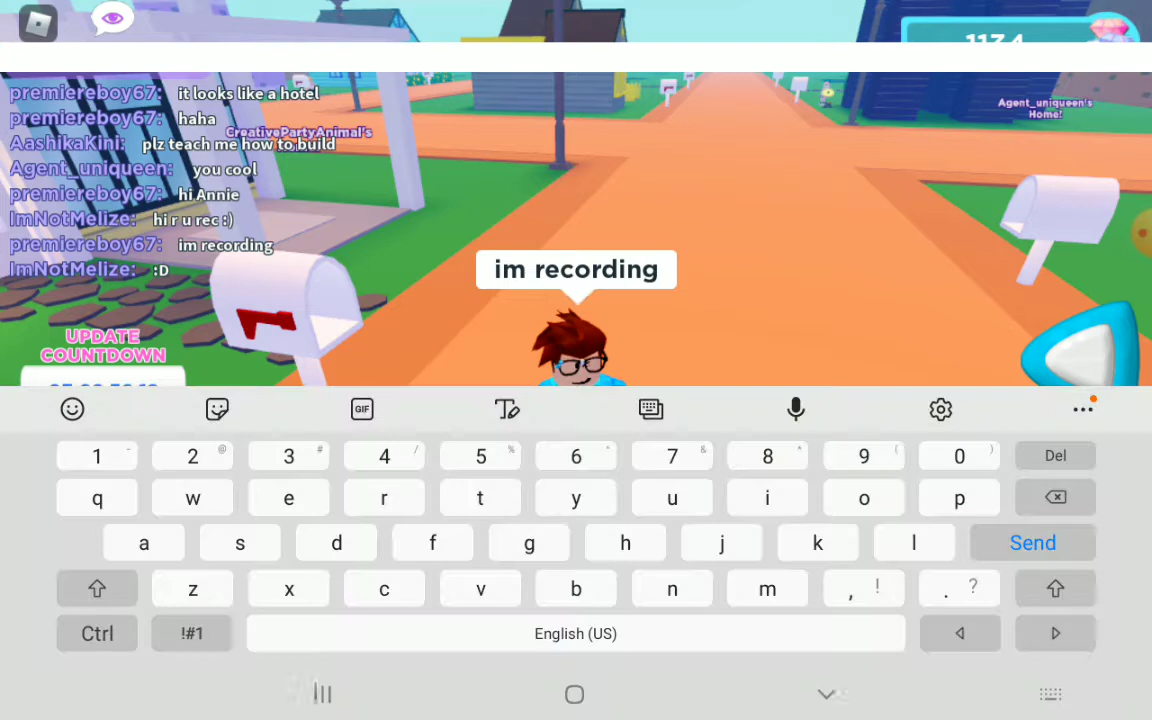 premiereboy67: it looks like a hotel
premiereboy67: haha
CreativePartyAnimal's
AashikaKini: plz teach me how to build
Agent_uniqueen: you cool
premiereboy67: hi Annie
ImNotMelize: hi r u rec :)
premiereboy67: im recording
ImNotMelize: :D
Agent_uniqueen's
Home!
im recording
UPDATE
COUNTDOWN
GIF
1 - 2 @ 3 # 4 / 5 % 6 ^ 7 & 8 * 9 ( 0 ) Del
q w e r t y u i o p
a s d f g h j k l Send
z x c v b n m , ! . ?
Ctrl !#1 English (US)